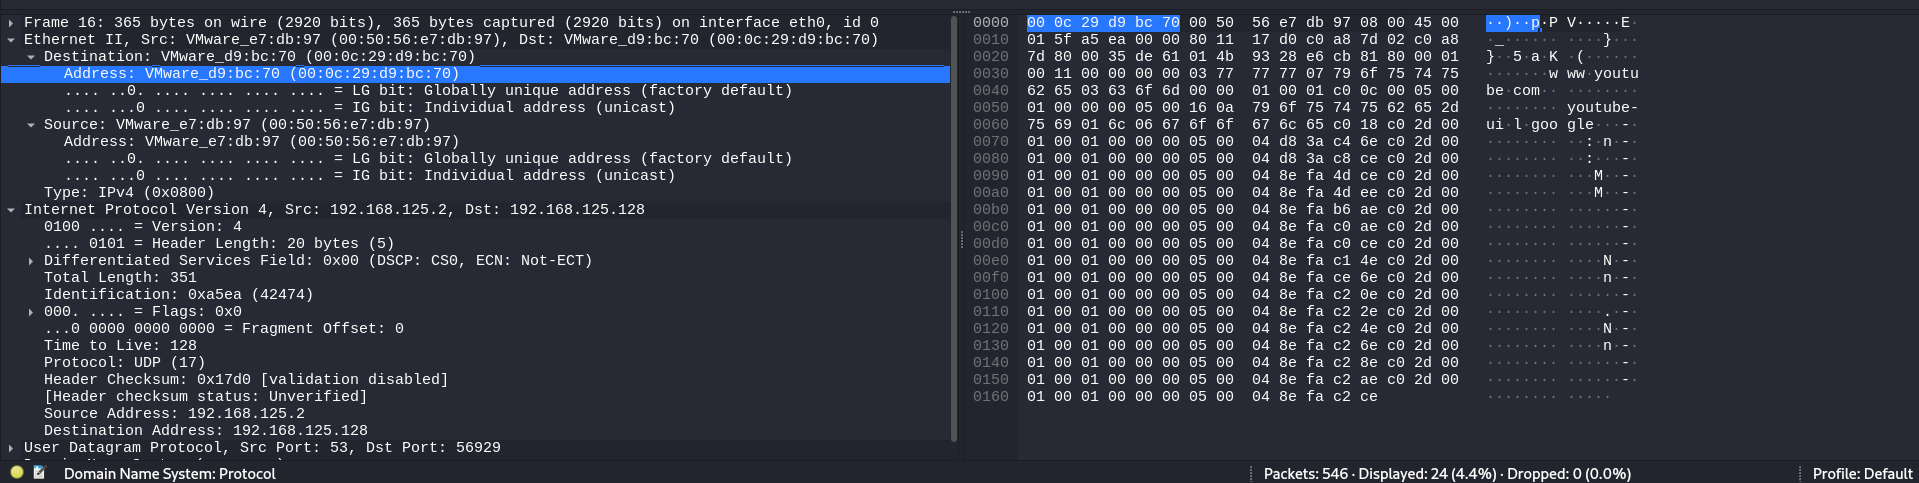 Frame 16: 365 bytes on wire (2920 bits), 365 bytes captured (2920 bits) on interface eth0, id 0
Ethernet II, Src: VMware_e7:db:97 (00:50:56:e7:db:97), Dst: VMware_d9:bc:70 (00:0c:29:d9:bc:70)
Destination: VMware_d9:bc:70 (00:0c:29:d9:bc:70)
Address: VMware_d9:bc:70 (00:0c:29:d9:bc:70)
.... ..0. .... .... .... .... = LG bit: Globally unique address (factory default)
.... ...0 .... .... .... .... = IG bit: Individual address (unicast)
Source: VMware_e7:db:97 (00:50:56:e7:db:97)
Address: VMware_e7:db:97 (00:50:56:e7:db:97)
.... ..0. .... .... .... .... = LG bit: Globally unique address (factory default)
.... ...0 .... .... .... .... = IG bit: Individual address (unicast)
Type: IPv4 (0x0800)
Internet Protocol Version 4, Src: 192.168.125.2, Dst: 192.168.125.128
0100 .... = Version: 4
.... 0101 = Header Length: 20 bytes (5)
Differentiated Services Field: 0x00 (DSCP: CS0, ECN: Not-ECT)
Total Length: 351
Identification: 0xa5ea (42474)
000. .... = Flags: 0x0
...0 0000 0000 0000 = Fragment Offset: 0
Time to Live: 128
Protocol: UDP (17)
Header Checksum: 0x17d0 [validation disabled]
[Header checksum status: Unverified]
Source Address: 192.168.125.2
Destination Address: 192.168.125.128
User Datagram Protocol, Src Port: 53, Dst Port: 56929
0000 00 0c 29 d9 bc 70 00 50 56 e7 db 97 08 00 45 00 ··)··p·P V·····E·
0010 01 5f a5 ea 00 00 80 11 17 d0 c0 a8 7d 02 c0 a8 ·_······ ····}···
0020 7d 80 00 35 de 61 01 4b 93 28 e6 cb 81 80 00 01 }··5·a·K ·(······
0030 00 11 00 00 00 00 03 77 77 77 07 79 6f 75 74 75 ·······w ww·youtu
0040 62 65 03 63 6f 6d 00 00 01 00 01 c0 0c 00 05 00 be·com·· ········
0050 01 00 00 00 05 00 16 0a 79 6f 75 74 75 62 65 2d ········ youtube-
0060 75 69 01 6c 06 67 6f 6f 67 6c 65 c0 18 c0 2d 00 ui·l·goo gle···-·
0070 01 00 01 00 00 00 05 00 04 d8 3a c4 6e c0 2d 00 ········ ··:·n·-·
0080 01 00 01 00 00 00 05 00 04 d8 3a c8 ce c0 2d 00 ········ ··:···-·
0090 01 00 01 00 00 00 05 00 04 8e fa 4d ce c0 2d 00 ········ ···M··-·
00a0 01 00 01 00 00 00 05 00 04 8e fa 4d ee c0 2d 00 ········ ···M··-·
00b0 01 00 01 00 00 00 05 00 04 8e fa b6 ae c0 2d 00 ········ ······-·
00c0 01 00 01 00 00 00 05 00 04 8e fa c0 ae c0 2d 00 ········ ······-·
00d0 01 00 01 00 00 00 05 00 04 8e fa c0 ce c0 2d 00 ········ ······-·
00e0 01 00 01 00 00 00 05 00 04 8e fa c1 4e c0 2d 00 ········ ····N·-·
00f0 01 00 01 00 00 00 05 00 04 8e fa ce 6e c0 2d 00 ········ ····n·-·
0100 01 00 01 00 00 00 05 00 04 8e fa c2 0e c0 2d 00 ········ ······-·
0110 01 00 01 00 00 00 05 00 04 8e fa c2 2e c0 2d 00 ········ ····.·-·
0120 01 00 01 00 00 00 05 00 04 8e fa c2 4e c0 2d 00 ········ ····N·-·
0130 01 00 01 00 00 00 05 00 04 8e fa c2 6e c0 2d 00 ········ ····n·-·
0140 01 00 01 00 00 00 05 00 04 8e fa c2 8e c0 2d 00 ········ ······-·
0150 01 00 01 00 00 00 05 00 04 8e fa c2 ae c0 2d 00 ········ ······-·
0160 01 00 01 00 00 00 05 00 04 8e fa c2 ce ········ ·····
Domain Name System: Protocol
Packets: 546 · Displayed: 24 (4.4%) · Dropped: 0 (0.0%)
Profile: Default